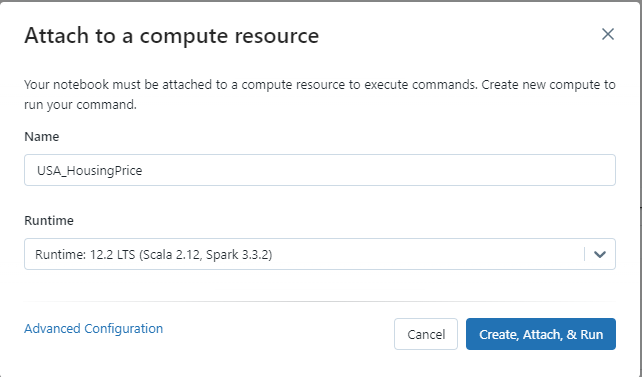 Attach to a compute resource
Your notebook must be attached to a compute resource to execute commands. Create new compute to
run your command.
Name
USA_HousingPrice
Runtime
Runtime: 12.2 LTS (Scala 2.12, Spark 3.3.2)
Advanced Configuration
Cancel
Create, Attach, & Run